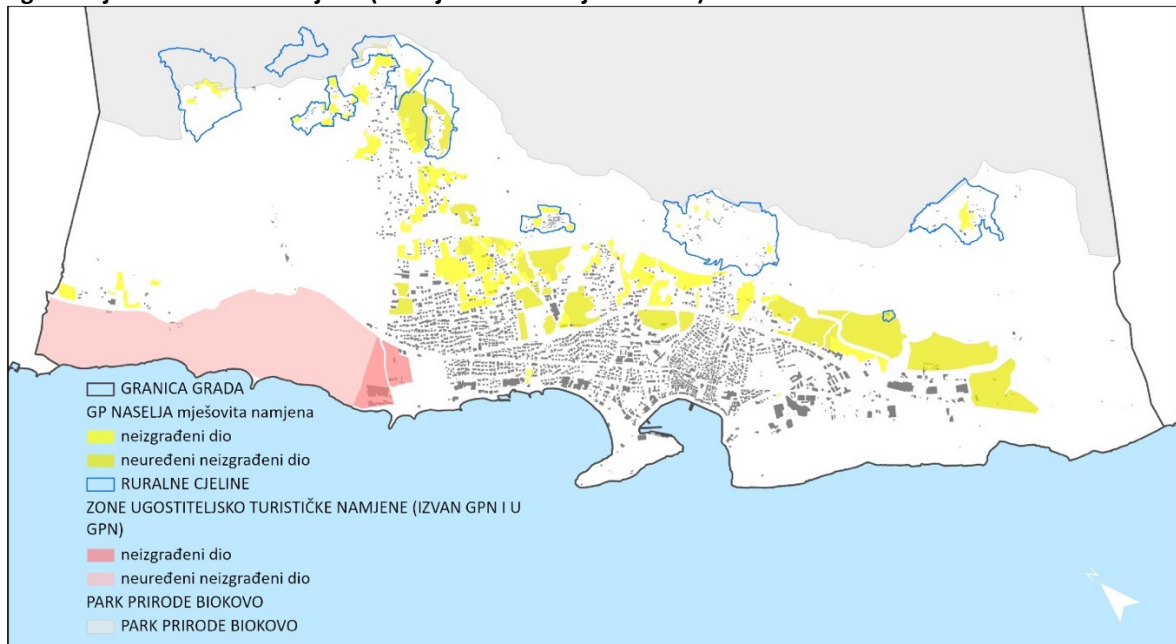 GRANICA GRADA
GP NASELJA mješovita namjena
neizgrađeni dio
neuređeni neizgrađeni dio
RURALNE CJELINE
ZONE UGOSTITELJSKO TURISTIČKE NAMJENE (IZVAN GPN I U
GPN)
neizgrađeni dio
neuređeni neizgrađeni dio
PARK PRIRODE BIOKOVO
PARK PRIRODE BIOKOVO
N